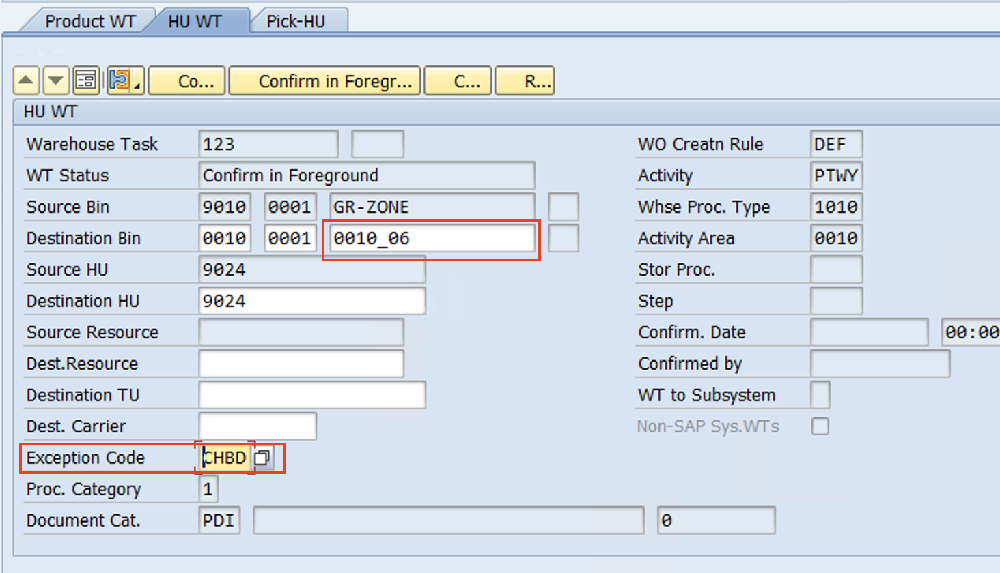 Product WT HU WT Pick-HU
Co... Confirm in Foregr... C... R...
HU WT
Warehouse Task 123 WO Creatn Rule DEF
WT Status Confirm in Foreground Activity PTWY
Source Bin 9010 0001 GR-ZONE Whse Proc. Type 1010
Destination Bin 0010 0001 0010_06 Activity Area 0010
Source HU 9024 Stor Proc.
Destination HU 9024 Step
Source Resource Confirm. Date 00:00
Dest.Resource Confirmed by
Destination TU WT to Subsystem
Dest. Carrier Non-SAP Sys.WTs
Exception Code CHBD
Proc. Category 1
Document Cat. PDI 0